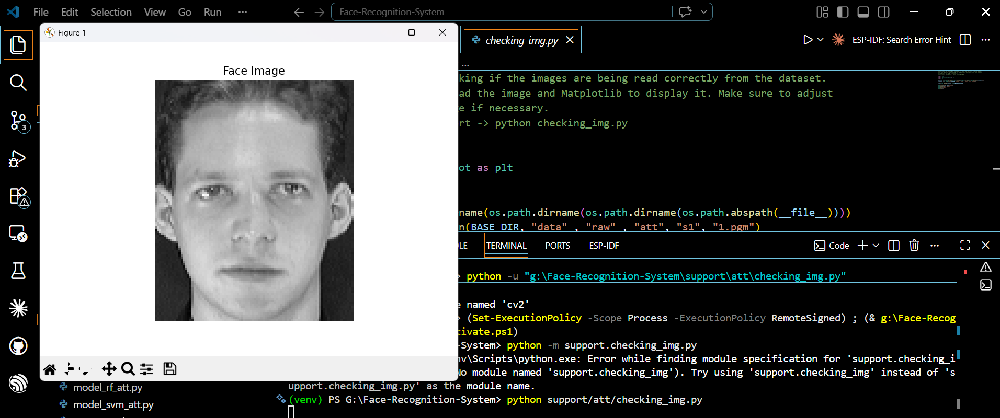 File Edit Selection View Go Run ···
Face-Recognition-System
Figure 1
checking_img.py
ESP-IDF: Search Error Hint
...
Face Image
king if the images are being read correctly from the dataset.
ad the image and Matplotlib to display it. Make sure to adjust
e if necessary.
rt -> python checking_img.py
ot as plt
name(os.path.dirname(os.path.dirname(os.path.abspath(__file__))))
n(BASE_DIR, "data" , "raw" , "att", "s1", "1.pgm")
LE TERMINAL PORTS ESP-IDF
Code
> python -u "g:\Face-Recognition-System\support\att\checking_img.py"
e named 'cv2'
> (Set-ExecutionPolicy -Scope Process -ExecutionPolicy RemoteSigned) ; (& g:\Face-Recog
tivate.ps1)
-System> python -m support.checking_img.py
nv\Scripts\python.exe: Error while finding module specification for 'support.checking_i
No module named 'support.checking_img'). Try using 'support.checking_img' instead of 's
upport.checking_img.py' as the module name.
(venv) PS G:\Face-Recognition-System> python support/att/checking_img.py
3
model_rf_att.py
model_svm_att.py